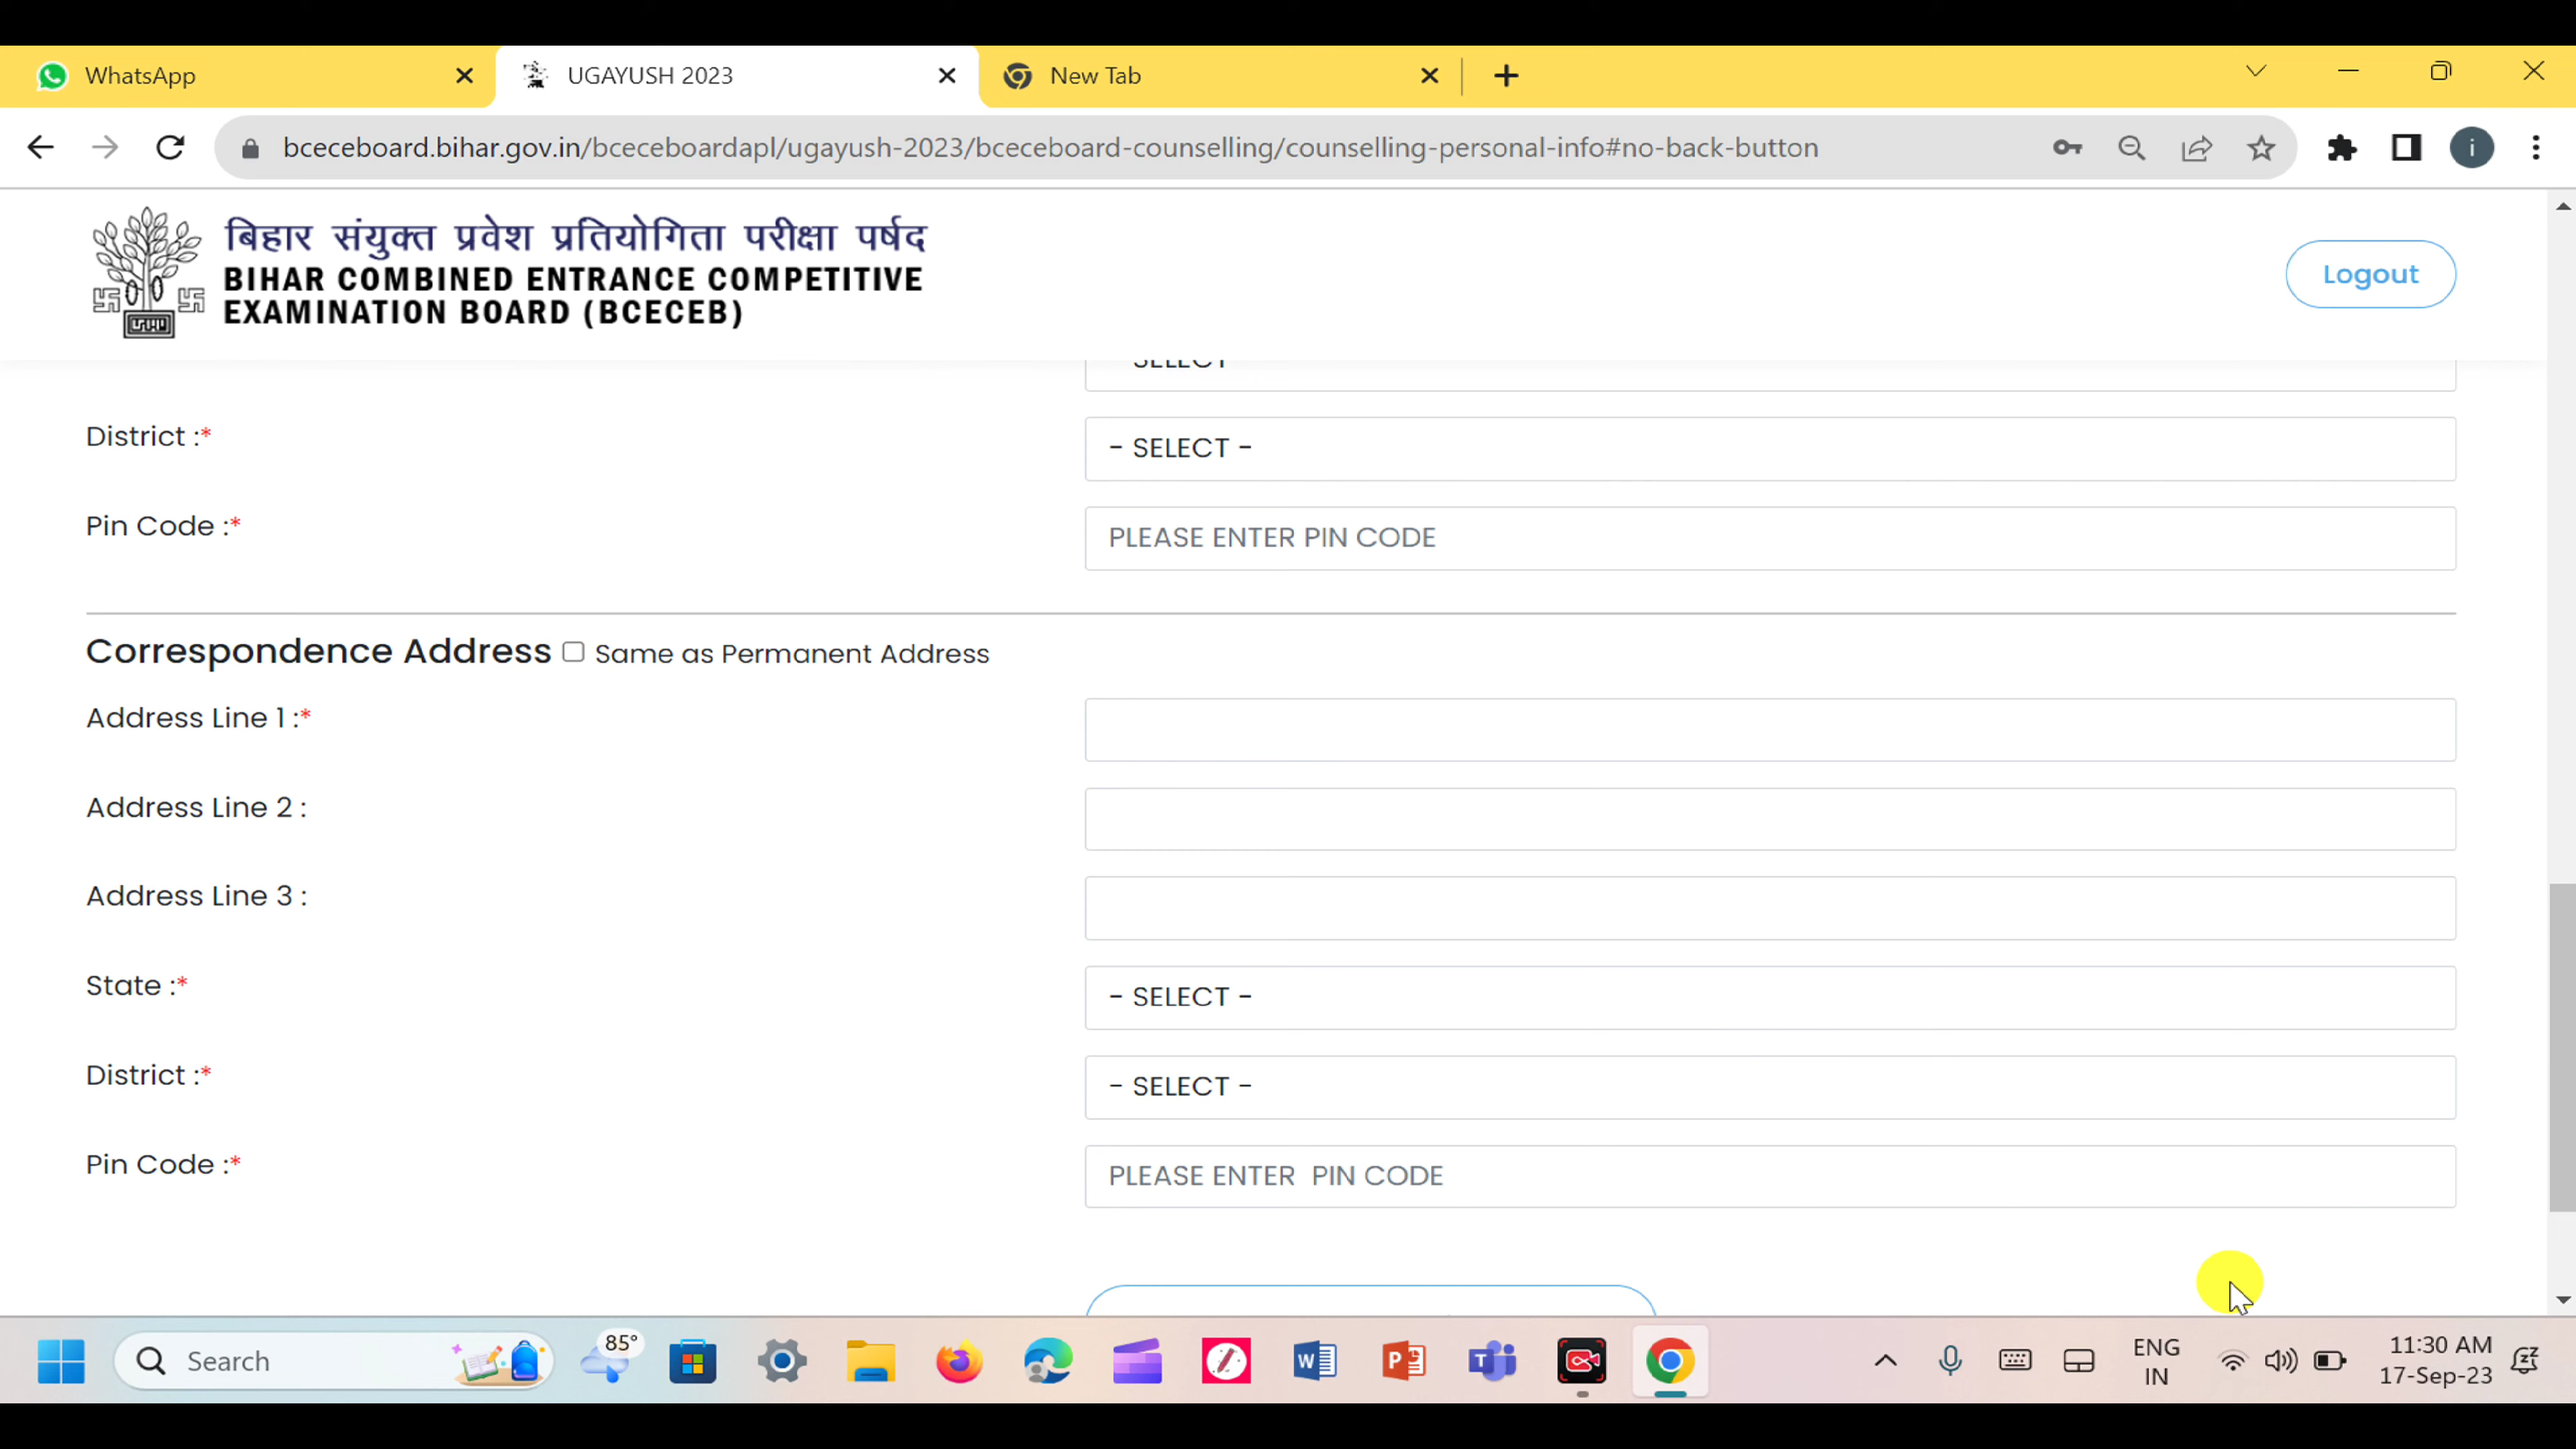 WhatsApp
UGAYUSH 2023
New Tab
bceceboard.bihar.gov.in/bceceboardapl/ugayush-2023/bceceboard-counselling/counselling-personal-info#no-back-button
i
बिहार संयुक्त प्रवेश प्रतियोगिता परीक्षा पर्षद
BIHAR COMBINED ENTRANCE COMPETITIVE
EXAMINATION BOARD (BCECEB)
Logout
SELECT
District :*
- SELECT -
Pin Code :*
PLEASE ENTER PIN CODE
Correspondence Address Same as Permanent Address
Address Line 1 :*
Address Line 2 :
Address Line 3 :
State :*
- SELECT -
District :*
- SELECT -
Pin Code :*
PLEASE ENTER  PIN CODE
Search
85°
ENG
IN
11:30 AM
17-Sep-23